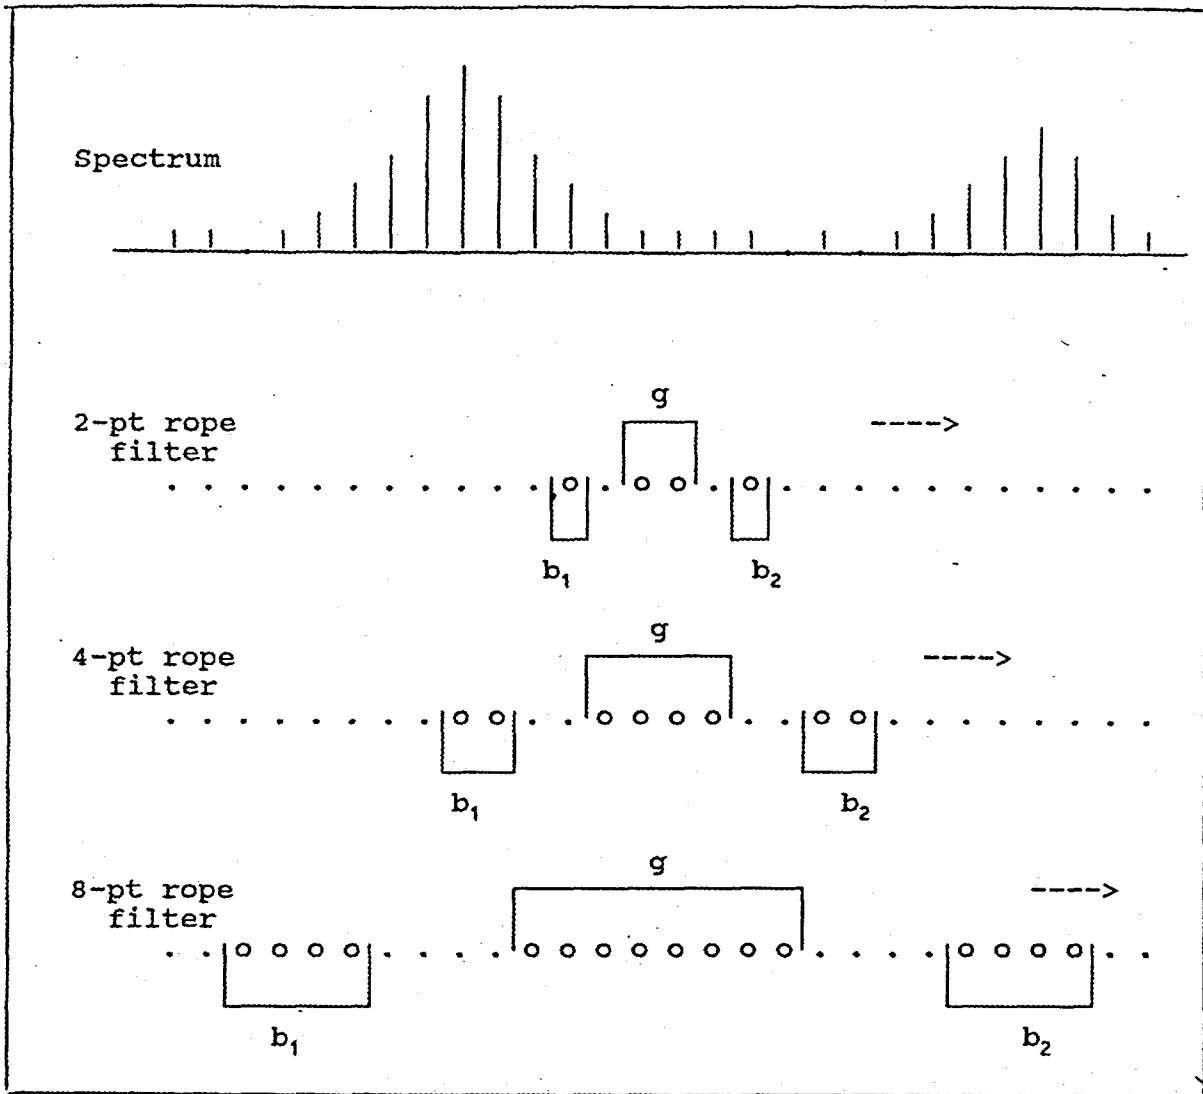 Spectrum
g
2-pt rope
filter
---->
b₁
b₂
g
4-pt rope
filter
---->
b₁
b₂
g
8-pt rope
filter
---->
b₁
b₂